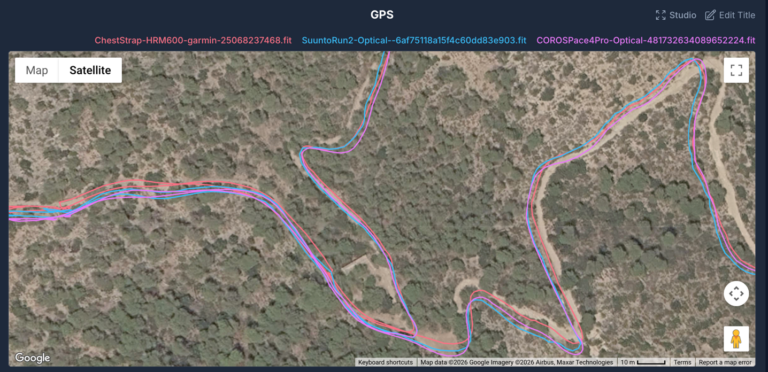 GPS
Studio
Edit Title
ChestStrap-HRM600-garmin-25068237468.fit
SuuntoRun2-Optical--6af75118a15f4c60dd83e903.fit
COROSPace4Pro-Optical-481732634089652224.fit
Map
Satellite
Google
Keyboard shortcuts
Map data ©2026 Google Imagery ©2026 Airbus, Maxar Technologies
10 m
Terms
Report a map error